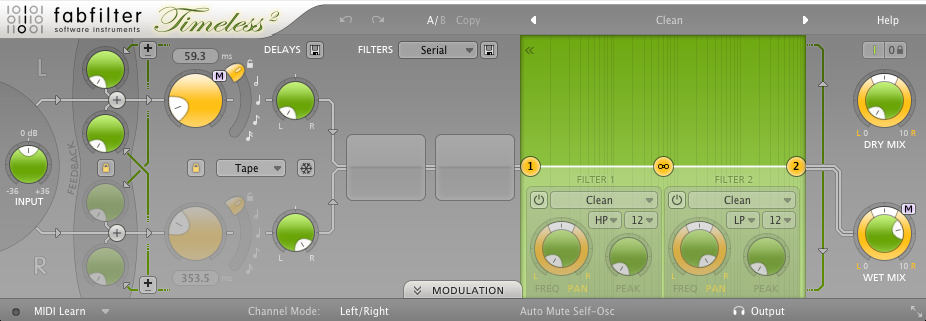 fabfilter
software instruments
Timeless 2
A/B Copy
Clean
Help
L
59.3 ms
M
DELAYS
FILTERS
Serial
I
0
L R
L 0 10 R
DRY MIX
0 dB
-36 +36
INPUT
FEEDBACK
Tape
1
2
FILTER 1
FILTER 2
Clean
Clean
HP
12
LP
12
M
R
L R
L R
L R
FREQ PAN
PEAK
FREQ PAN
PEAK
L 0 10 R
WET MIX
353.5 ms
MODULATION
MIDI Learn
Channel Mode: Left/Right
Auto Mute Self-Osc
Output